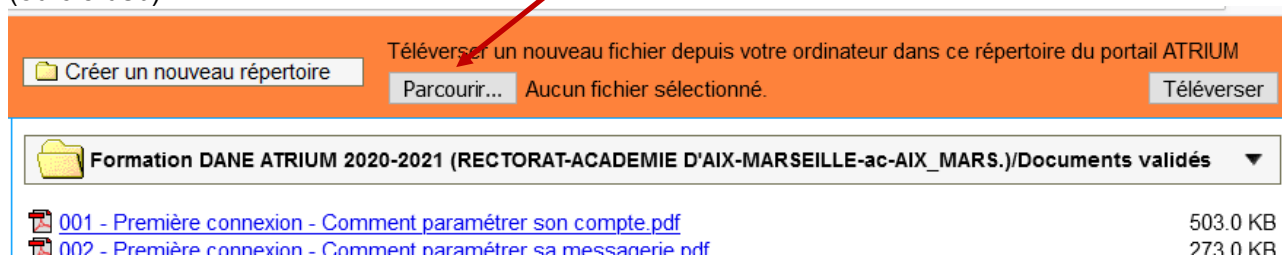 Téléverser un nouveau fichier depuis votre ordinateur dans ce répertoire du portail ATRIUM
Créer un nouveau répertoire
Parcourir... Aucun fichier sélectionné. Téléverser
Formation DANE ATRIUM 2020-2021 (RECTORAT-ACADEMIE D'AIX-MARSEILLE-ac-AIX_MARS.)/Documents validés
001 - Première connexion - Comment paramétrer son compte.pdf 503.0 KB
002 - Première connexion - Comment paramétrer sa messagerie.pdf 273.0 KB